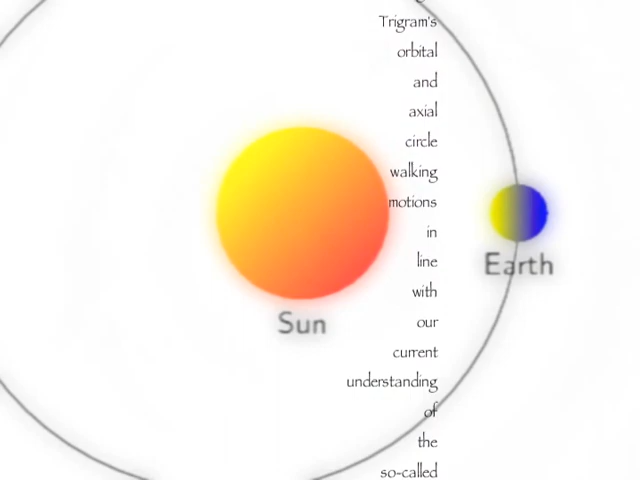 Trigram's
orbital
and
axial
circle
walking
motions
in
line
with
our
current
understanding
of
the
so-called
Sun
Earth